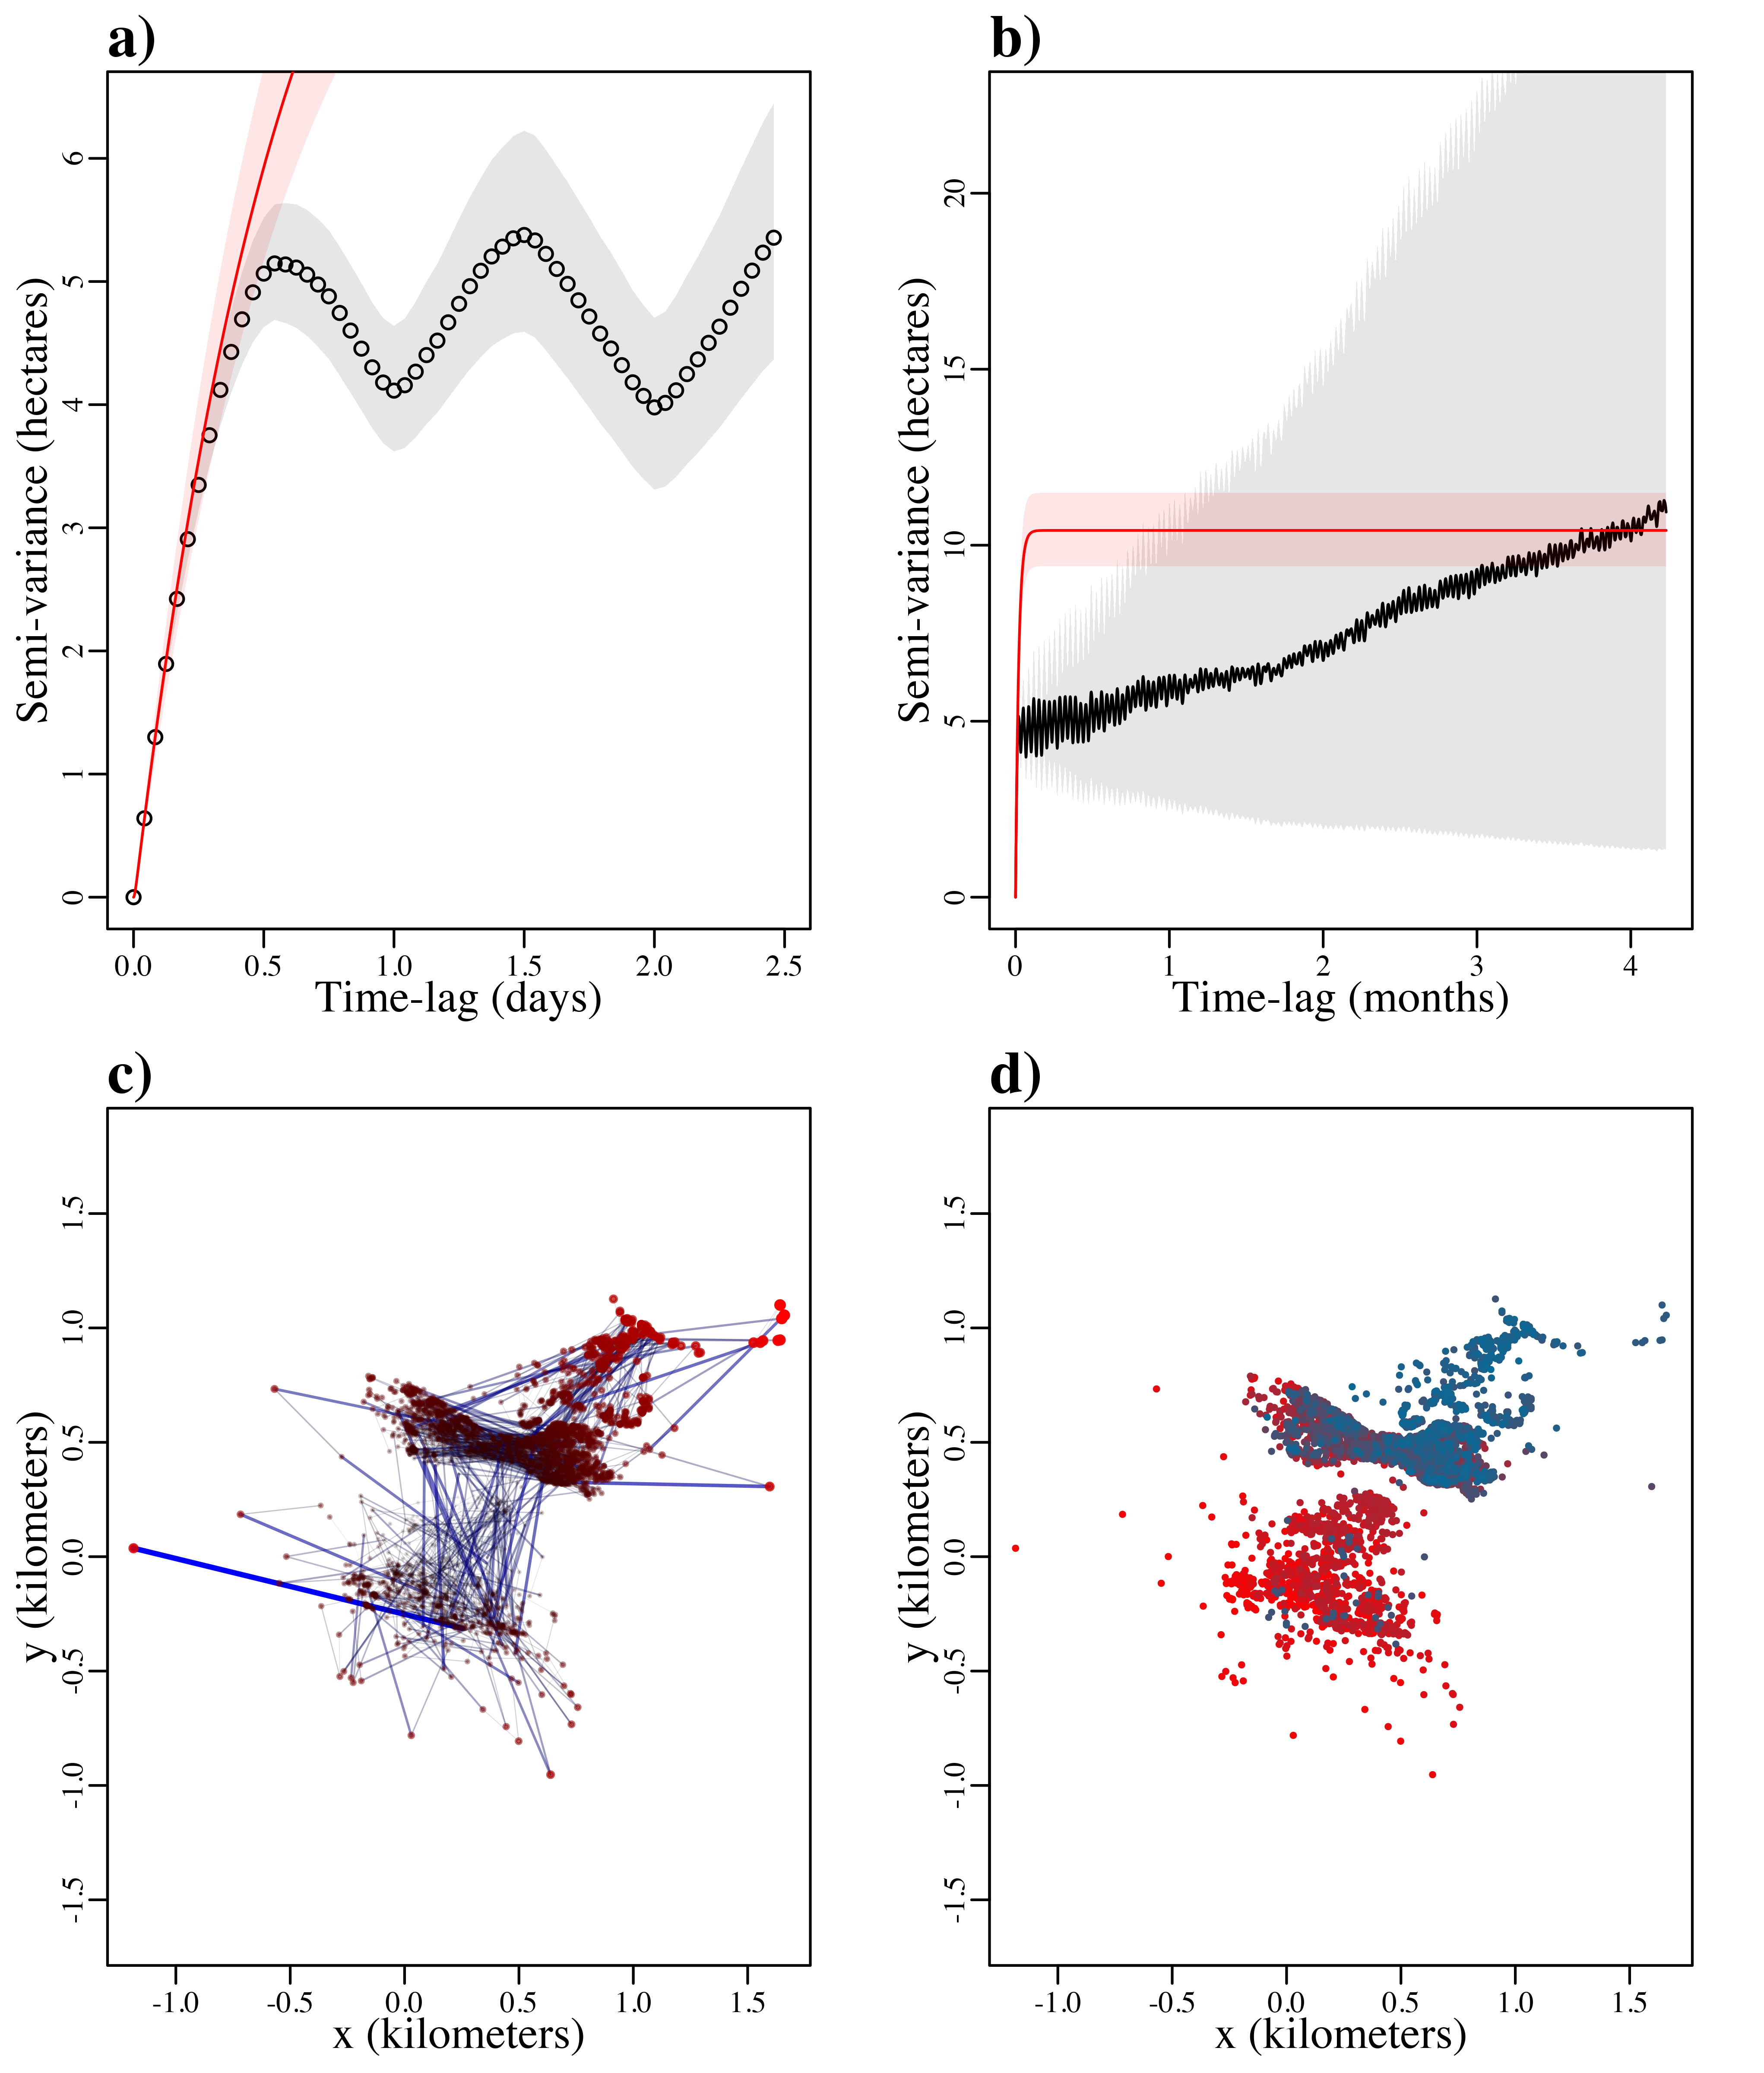 a)
Semi-variance (hectares)
0 1 2 3 4 5 6
0.0 0.5 1.0 1.5 2.0 2.5
Time-lag (days)
b)
Semi-variance (hectares)
0 5 10 15 20
0 1 2 3 4
Time-lag (months)
c)
y (kilometers)
-1.5 -1.0 -0.5 0.0 0.5 1.0 1.5
-1.0 -0.5 0.0 0.5 1.0 1.5
x (kilometers)
d)
y (kilometers)
-1.5 -1.0 -0.5 0.0 0.5 1.0 1.5
-1.0 -0.5 0.0 0.5 1.0 1.5
x (kilometers)